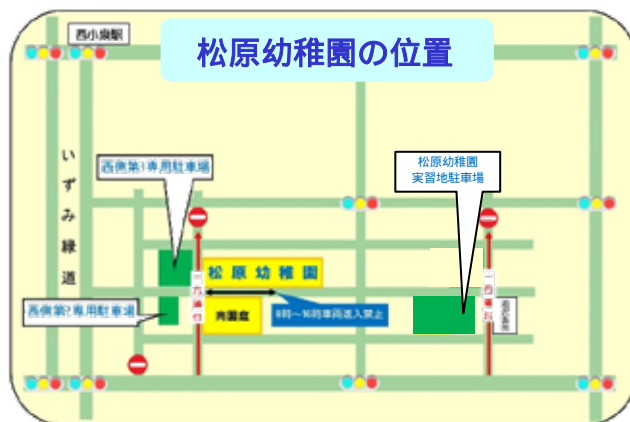 松原幼稚園の位置
西小泉駅
いずみ緑道
西側第1専用駐車場
松原幼稚園
実習地駐車場
松原幼稚園
一方通行
一方通行
南園庭
8時~16時車両進入禁止
西側第2専用駐車場